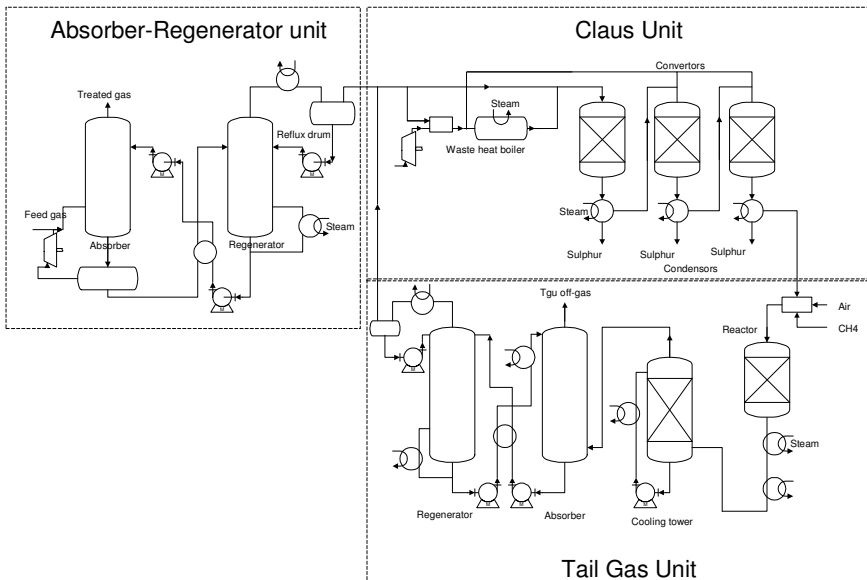 Absorber-Regenerator unit
Claus Unit
Convertors
Treated gas
Steam
Reflux drum
Waste heat boiler
M
M
Feed gas
Steam
Steam
Absorber
Regenerator
Sulphur
Sulphur
Sulphur
Condensors
M
Tgu off-gas
Air
Reactor
CH4
M
Steam
M
M
M
Regenerator
Absorber
Cooling tower
Tail Gas Unit